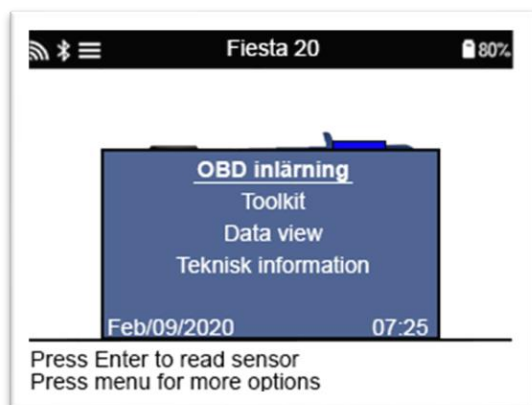 Fiesta 20 80%
OBD inlärning
Toolkit
Data view
Teknisk information
Feb/09/2020 07:25
Press Enter to read sensor
Press menu for more options